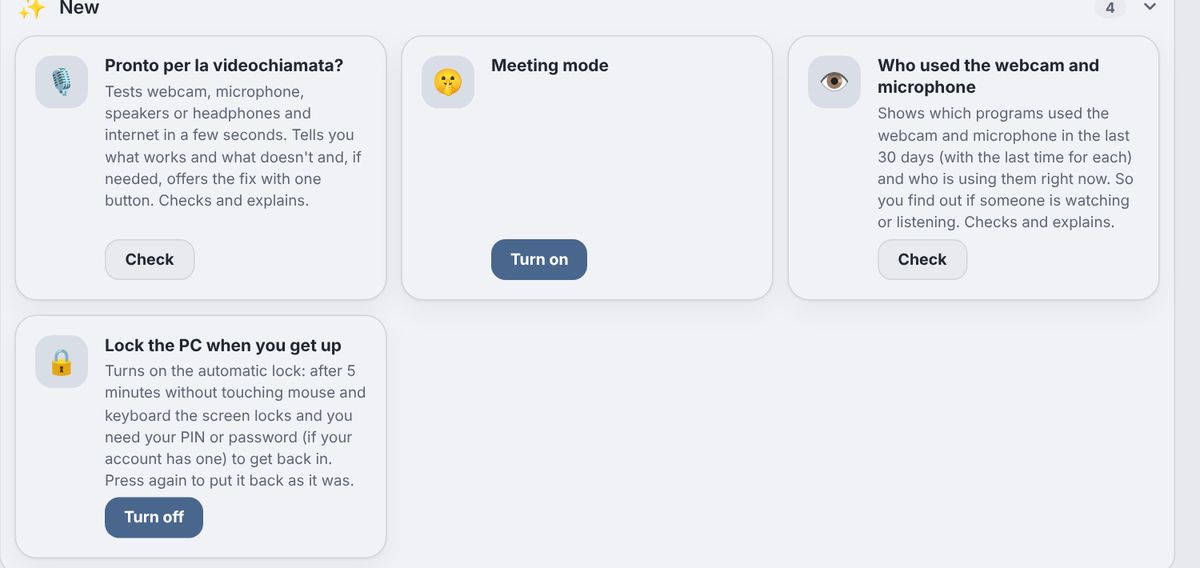 New
4
Pronto per la videochiamata?
Tests webcam, microphone,
speakers or headphones and
internet in a few seconds. Tells you
what works and what doesn't and, if
needed, offers the fix with one
button. Checks and explains.
Check
Meeting mode
Turn on
Who used the webcam and
microphone
Shows which programs used the
webcam and microphone in the last
30 days (with the last time for each)
and who is using them right now. So
you find out if someone is watching
or listening. Checks and explains.
Check
Lock the PC when you get up
Turns on the automatic lock: after 5
minutes without touching mouse and
keyboard the screen locks and you
need your PIN or password (if your
account has one) to get back in.
Press again to put it back as it was.
Turn off